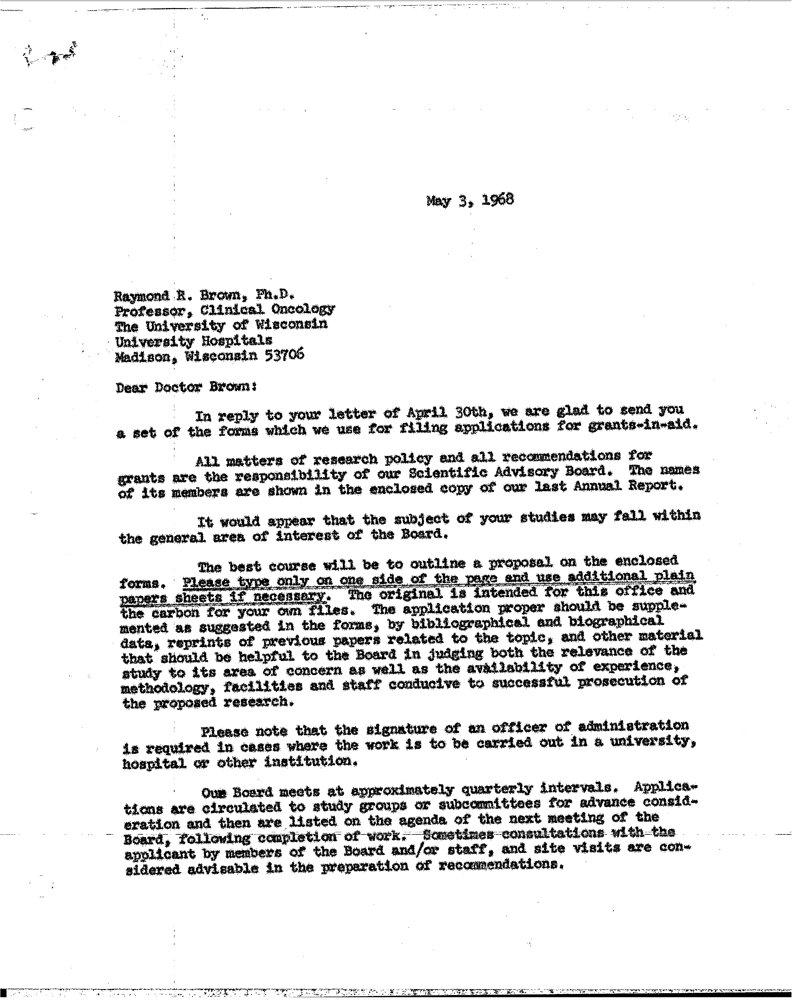 May 3, 1968
Raymond R. Brown, Ph.D.
Professor, Clinical Oncology
The University of Wisconsin
University Hospitals
Madison, Wisconsin 53706
Dear Doctor Brown:
In reply to your letter of April 30th, we are glad to send you
a set of the forms which we use for filing applications for grants-in-aid.
All matters of research policy and all recommendations for
grants are the responsibility of our Scientific Advisory Board. The names
of its members are shown in the enclosed copy of our last Annual Report.
It would appear that the subject of your studies may fall within
the general area of interest of the Board.
The best course will be to outline a proposal on the enclosed
forms. Please type only on one side of the page and use additional plain
papers sheets if necessary. The original is intended for this office and
the carbon for your own files. The application proper should be supple-
mented as suggested in the forms, by bibliographical and biographical
data, reprints of previous papers related to the topic, and other material
that should be helpful to the Board in judging both the relevance of the
study to its area of concern as well as the availability of experience,
methodology, facilities and staff conducive to successful prosecution of
the proposed research.
Please note that the signature of an officer of administration
is required in cases where the work is to be carried out in a university,
hospital or other institution.
Our Board meets at approximately quarterly intervals. Applica-
tions are circulated to study groups or subcommittees for advance consid-
eration and then are listed on the agenda of the next meeting of the
Board, following completion of work. Sometimes consultations with the
applicant by members of the Board and/or staff, and site visits are con-
sidered advisable in the preparation of recommendations.